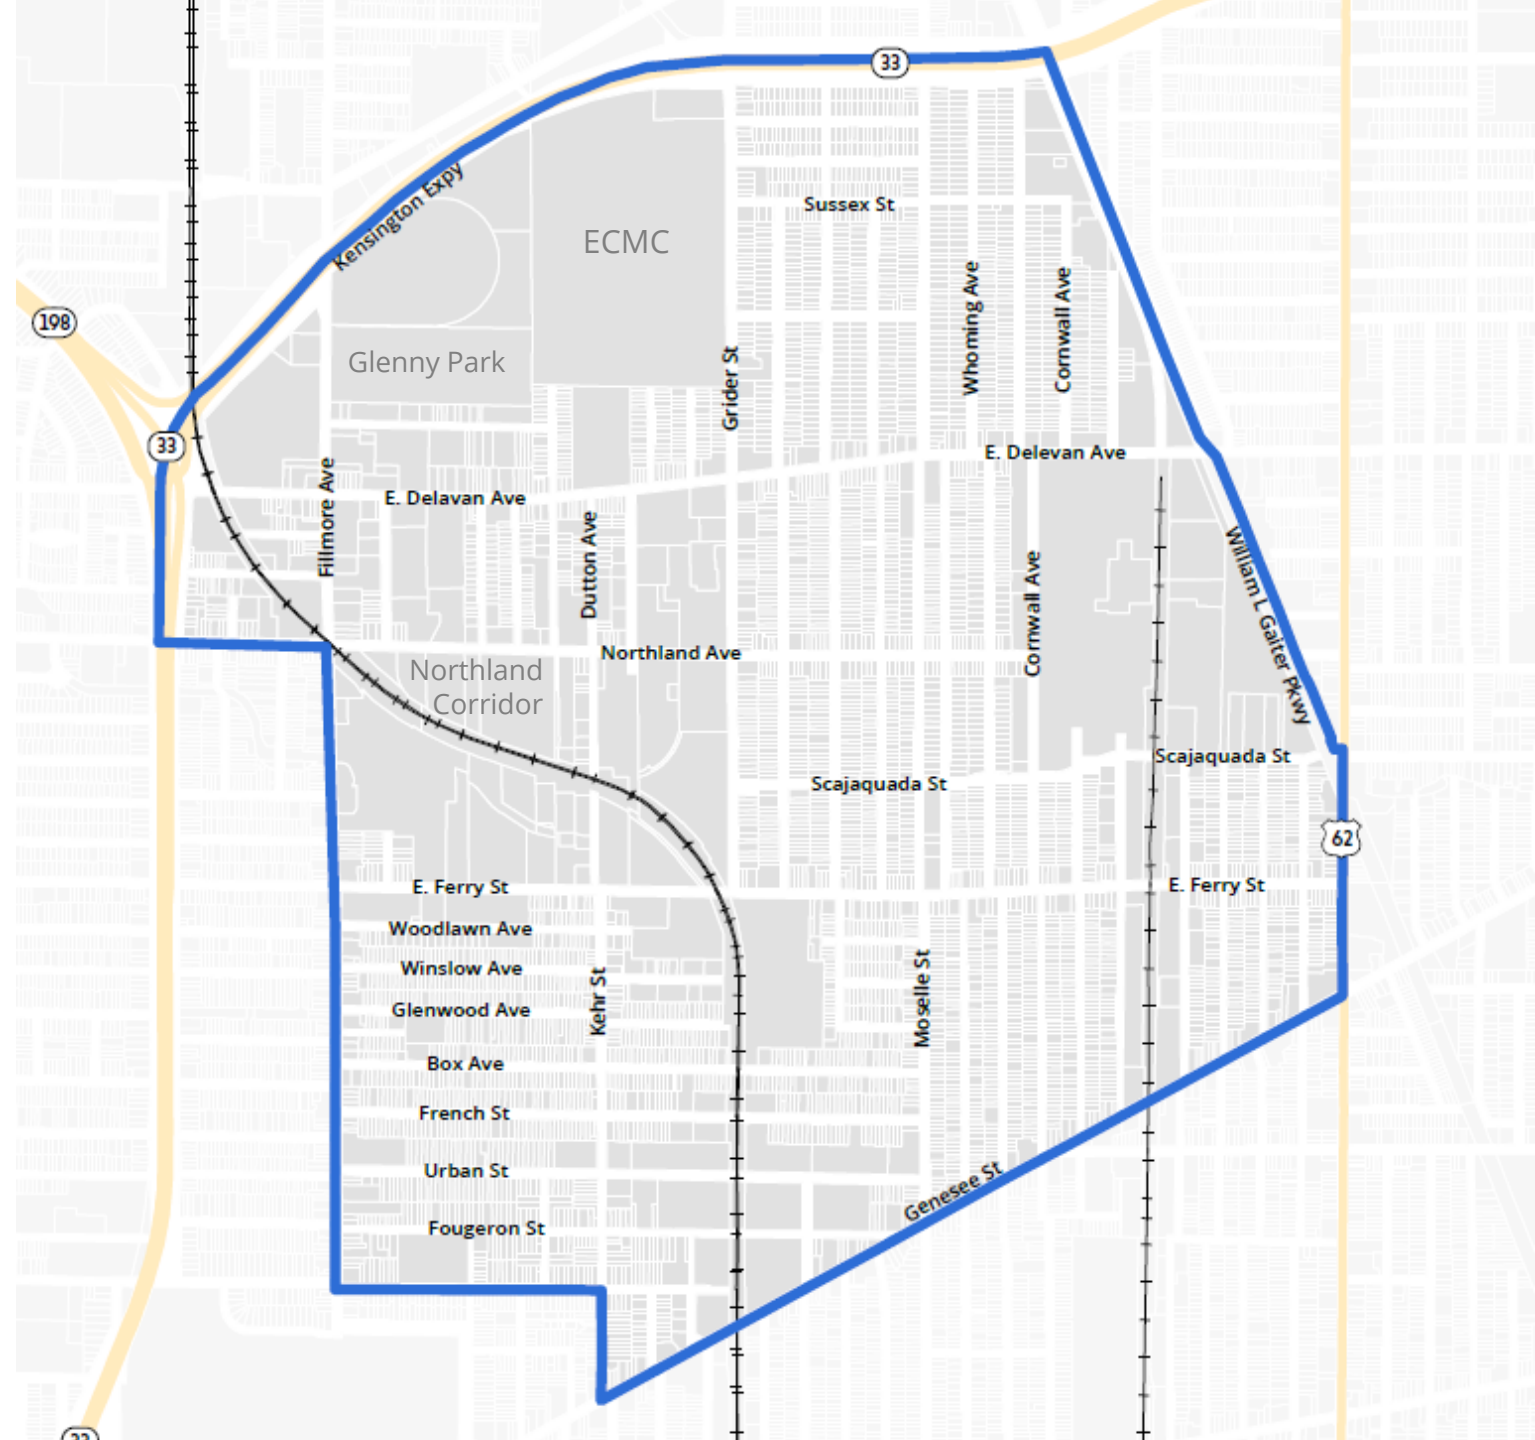 33
Kensington Expy
Sussex St
ECMC
198
Whoming Ave
Cornwall Ave
Glenny Park
Grider St
33
E. Delevan Ave
Fillmore Ave
E. Delavan Ave
Dutton Ave
William L Gaiter Pkwy
Cornwall Ave
Northland Ave
Northland
Corridor
Scajaquada St
Scajaquada St
62
E. Ferry St
E. Ferry St
Woodlawn Ave
Winslow Ave
Kehr St
Moselle St
Glenwood Ave
Box Ave
French St
Urban St
Genesee St
Fougeron St